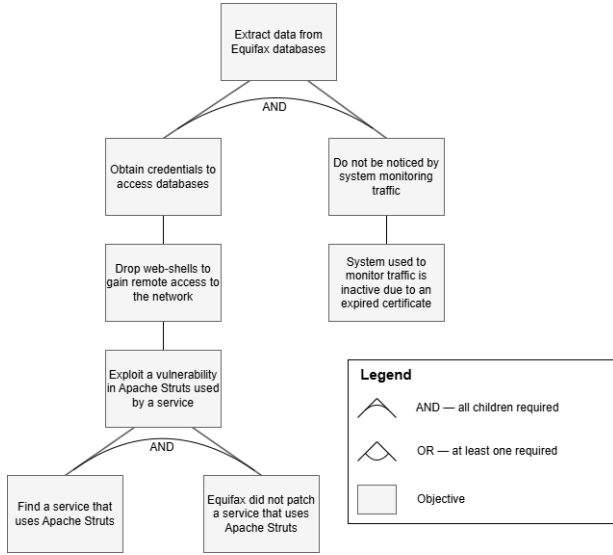 Extract data from
Equifax databases
AND
Obtain credentials to
access databases
Do not be noticed by
system monitoring
traffic
Drop web-shells to
gain remote access to
the network
System used to
monitor traffic is
inactive due to an
expired certificate
Exploit a vulnerability
in Apache Struts used
by a service
AND
Find a service that
uses Apache Struts
Equifax did not patch
a service that uses
Apache Struts
Legend
AND — all children required
OR — at least one required
Objective